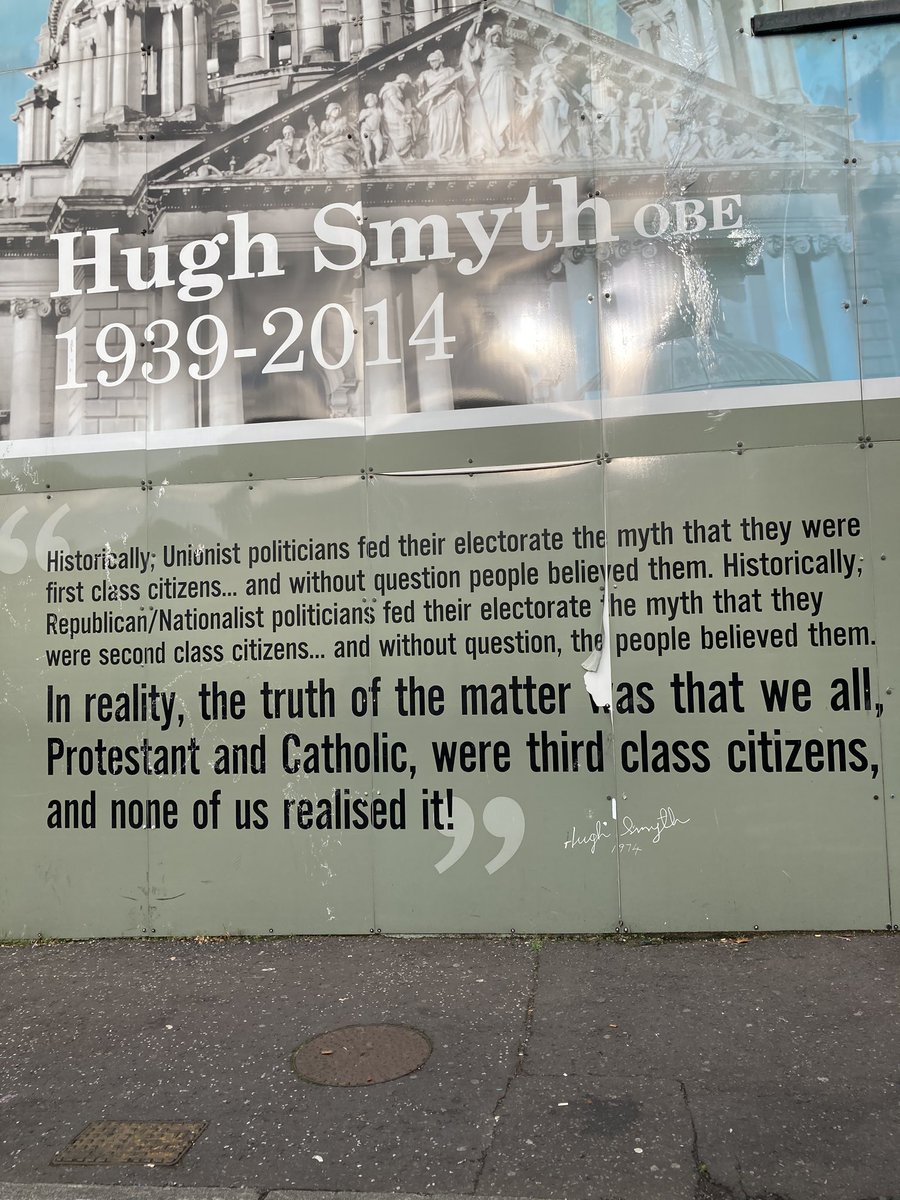 Hugh Smyth OBE
1939-2014
“
Historically, Unionist politicians fed their electorate the myth that they were
first class citizens... and without question people believed them. Historically,
Republican/Nationalist politicians fed their electorate the myth that they
were second class citizens... and without question, the people believed them.
In reality, the truth of the matter was that we all,
Protestant and Catholic, were third class citizens,
and none of us realised it!
”
Hugh Smyth
1974